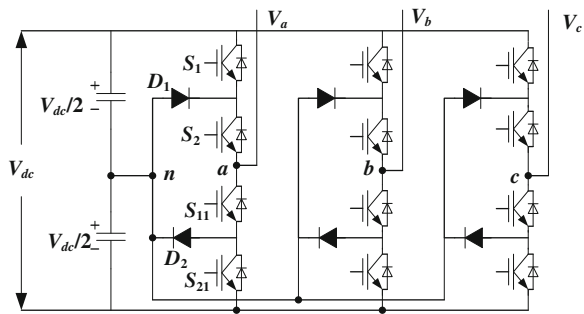 V_a
V_b
V_c
S_1
D_1
+
V_dc/2
−
S_2
V_dc
n
a
b
c
S_11
+
V_dc/2
−
D_2
S_21